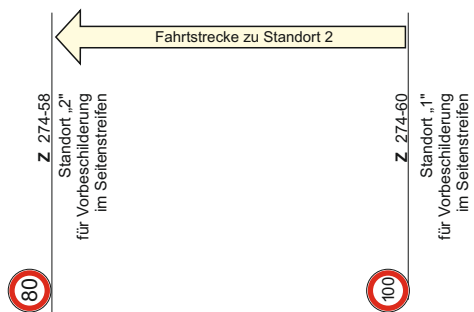 Fahrtstrecke zu Standort 2
Z 274-58
Standort „2"
für Vorbeschilderung
im Seitenstreifen
80
Z 274-60
Standort „1"
für Vorbeschilderung
im Seitenstreifen
100